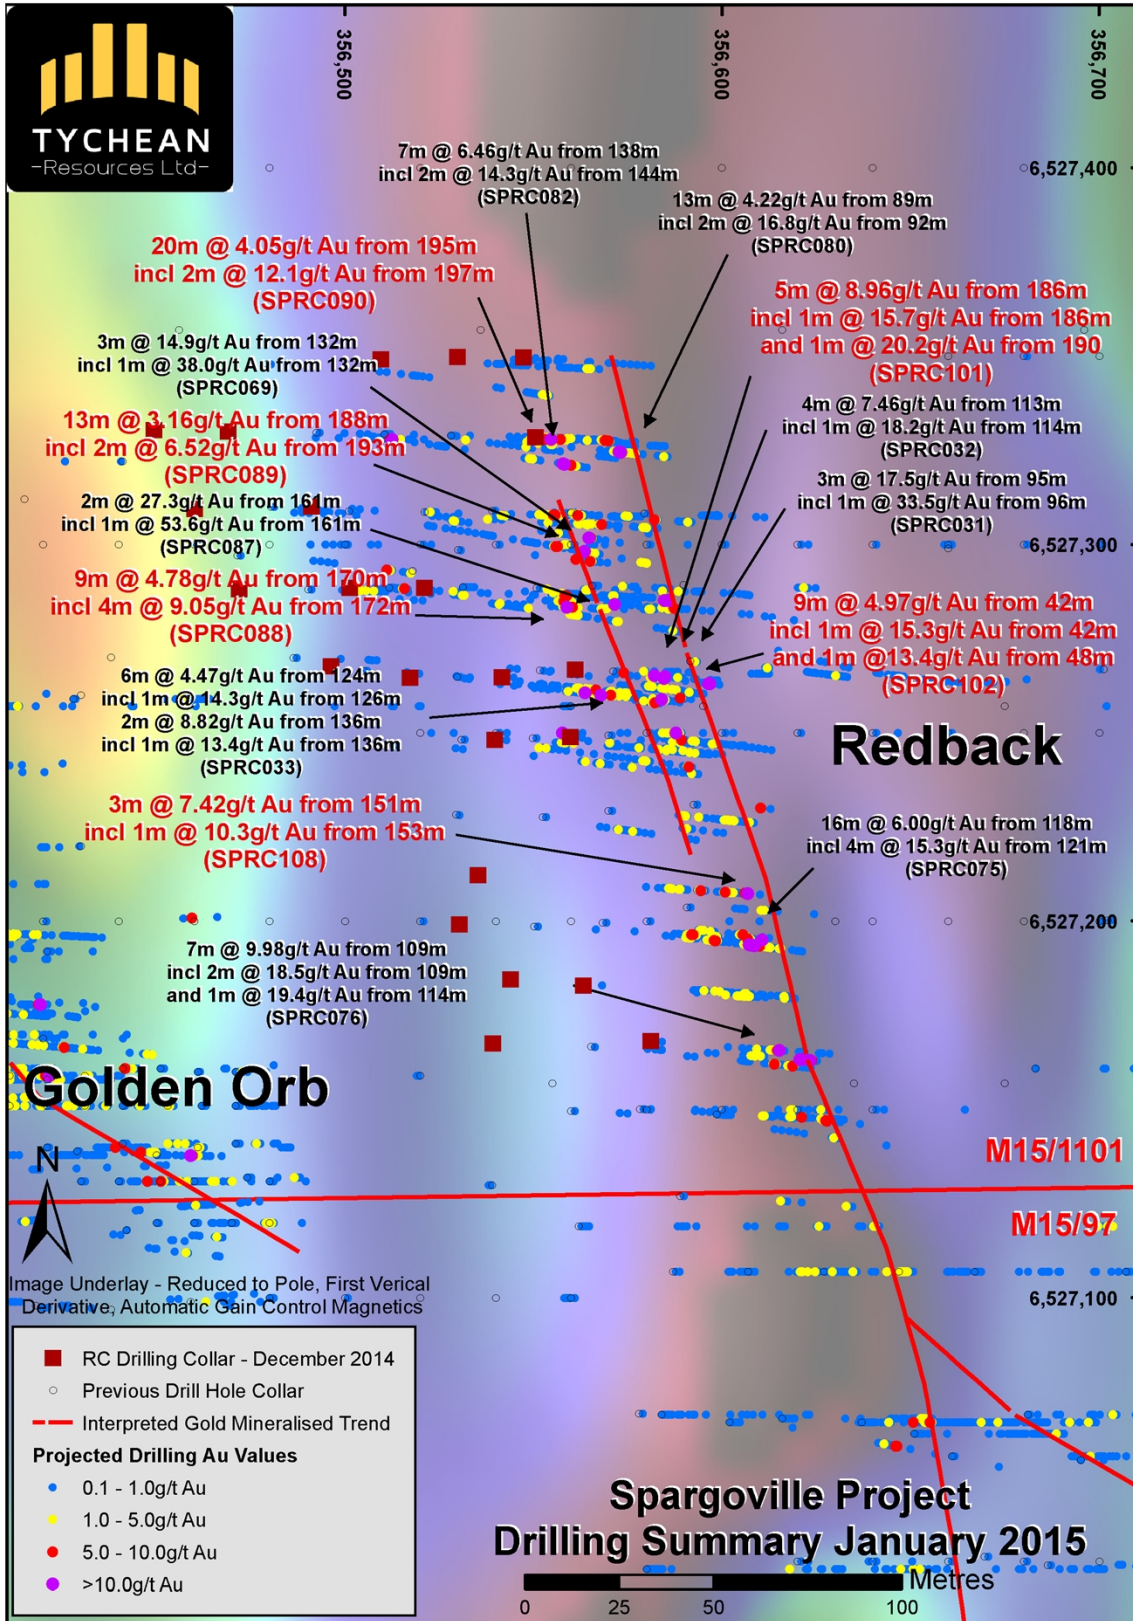 TYCHEAN
-Resources Ltd-
356,500
356,600
356,700
6,527,400
7m @ 6.46g/t Au from 138m
incl 2m @ 14.3g/t Au from 144m
(SPRC082)
13m @ 4.22g/t Au from 89m
incl 2m @ 16.8g/t Au from 92m
(SPRC080)
20m @ 4.05g/t Au from 195m
incl 2m @ 12.1g/t Au from 197m
(SPRC090)
5m @ 8.96g/t Au from 186m
incl 1m @ 15.7g/t Au from 186m
and 1m @ 20.2g/t Au from 190
(SPRC101)
3m @ 14.9g/t Au from 132m
incl 1m @ 38.0g/t Au from 132m
(SPRC069)
4m @ 7.46g/t Au from 113m
incl 1m @ 18.2g/t Au from 114m
(SPRC032)
13m @ 3.16g/t Au from 188m
incl 2m @ 6.52g/t Au from 193m
(SPRC089)
3m @ 17.5g/t Au from 95m
incl 1m @ 33.5g/t Au from 96m
(SPRC031)
2m @ 27.3g/t Au from 161m
incl 1m @ 53.6g/t Au from 161m
(SPRC087)
6,527,300
9m @ 4.78g/t Au from 170m
incl 4m @ 9.05g/t Au from 172m
(SPRC088)
9m @ 4.97g/t Au from 42m
incl 1m @ 15.3g/t Au from 42m
and 1m @13.4g/t Au from 48m
(SPRC102)
6m @ 4.47g/t Au from 124m
incl 1m @ 14.3g/t Au from 126m
2m @ 8.82g/t Au from 136m
incl 1m @ 13.4g/t Au from 136m
(SPRC033)
Redback
3m @ 7.42g/t Au from 151m
incl 1m @ 10.3g/t Au from 153m
(SPRC108)
16m @ 6.00g/t Au from 118m
incl 4m @ 15.3g/t Au from 121m
(SPRC075)
6,527,200
7m @ 9.98g/t Au from 109m
incl 2m @ 18.5g/t Au from 109m
and 1m @ 19.4g/t Au from 114m
(SPRC076)
Golden Orb
M15/1101
N
M15/97
Image Underlay - Reduced to Pole, First Verical
Derivative, Automatic Gain Control Magnetics
6,527,100
RC Drilling Collar - December 2014
Previous Drill Hole Collar
Interpreted Gold Mineralised Trend
Projected Drilling Au Values
0.1 - 1.0g/t Au
1.0 - 5.0g/t Au
5.0 - 10.0g/t Au
>10.0g/t Au
Spargoville Project
Drilling Summary January 2015
Metres
0 25 50 100